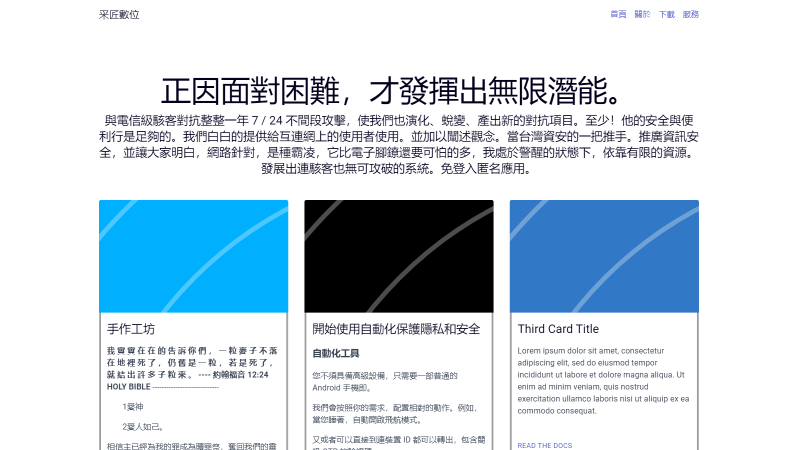 采匠數位
首頁 關於 下載 服務
正因面對困難，才發揮出無限潛能。
與電信級駭客對抗整整一年 7 / 24 不間段攻擊，使我們也演化、蛻變、產出新的對抗項目。至少！他的安全與便
利行是足夠的。我們白白的提供給互連網上的使用者使用。並加以闡述觀念。當台灣資安的一把推手。推廣資訊安
全，並讓大家明白，網路針對，是種霸凌，它比電子腳鐐還要可怕的多，我處於警醒的狀態下，依靠有限的資源。
發展出連駭客也無可攻破的系統。免登入匿名應用。
手作工坊
我實實在在的告訴你們，一粒麥子不落
在地裡死了，仍舊是一粒，若是死了，
就結出許多子粒來。---- 約翰福音 12:24
HOLY BIBLE ----------------------------
1愛神
2愛人如己。
相信主已經為我的罪成為贖罪祭，奪回我們的靈
開始使用自動化保護隱私和安全
自動化工具
您不須具備高級設備，只需要一部普通的
Android 手機即。
我們會按照你的需求，配置相對的動作。例如，
當您睡著，自動開啟飛航模式。
又或者可以直接到連裝置 ID 都可以轉出，包含簡
Third Card Title
Lorem ipsum dolor sit amet, consectetur
adipiscing elit, sed do eiusmod tempor
incididunt ut labore et dolore magna aliqua. Ut
enim ad minim veniam, quis nostrud
exercitation ullamco laboris nisi ut aliquip ex ea
commodo consequat.
READ THE DOCS